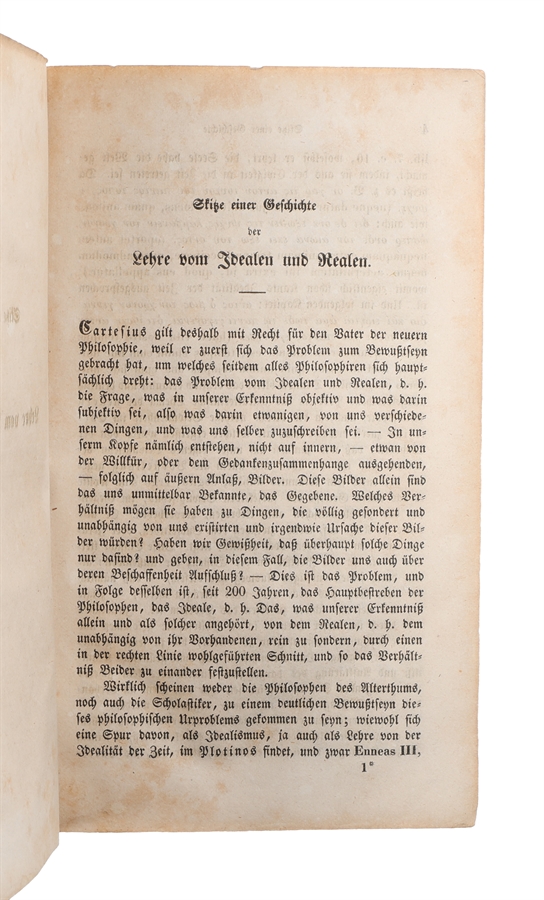 Skitze einer Geschichte
der
Lehre vom Idealen und Realen.
Cartesius gilt deshalb mit Recht für den Vater der neuern
Philosophie, weil er zuerst sich das Problem zum Bewußtseyn
gebracht hat, um welches seitdem alles Philosophiren sich haupt-
sächlich dreht: das Problem vom Idealen und Realen, d. h.
die Frage, was in unserer Erkenntniß objektiv und was darin
subjektiv sei, also was darin etwanigen, von uns verschiede-
nen Dingen, und was uns selber zuzuschreiben sei. — In un-
serm Kopfe nämlich entstehen, nicht auf innern, — etwan von
der Willkür, oder dem Gedankenzusammenhange ausgehenden,
— folglich auf äußern Anlaß, Bilder. Diese Bilder allein sind
das uns unmittelbar Bekannte, das Gegebene. Welches Ver-
hältniß mögen sie haben zu Dingen, die völlig gesondert und
unabhängig von uns existirten und irgendwie Ursache dieser Bil-
der würden? Haben wir Gewißheit, daß überhaupt solche Dinge
nur dasind? und geben, in diesem Fall, die Bilder uns auch über
deren Beschaffenheit Aufschluß? — Dies ist das Problem, und
in Folge desselben ist, seit 200 Jahren, das Hauptbestreben der
Philosophen, das Ideale, d. h. Das, was unserer Erkenntniß
allein und als solcher angehört, von dem Realen, d. h. dem
unabhängig von ihr Vorhandenen, rein zu sondern, durch einen
in der rechten Linie wohlgeführten Schnitt, und so das Verhält-
niß Beider zu einander festzustellen.
Wirklich scheinen weder die Philosophen des Alterthums,
noch auch die Scholastiker, zu einem deutlichen Bewußtseyn die-
ses philosophischen Urproblems gekommen zu seyn; wiewohl sich
eine Spur davon, als Idealismus, ja auch als Lehre von der
Idealität der Zeit, im Plotinos findet, und zwar Enneas III,
1*